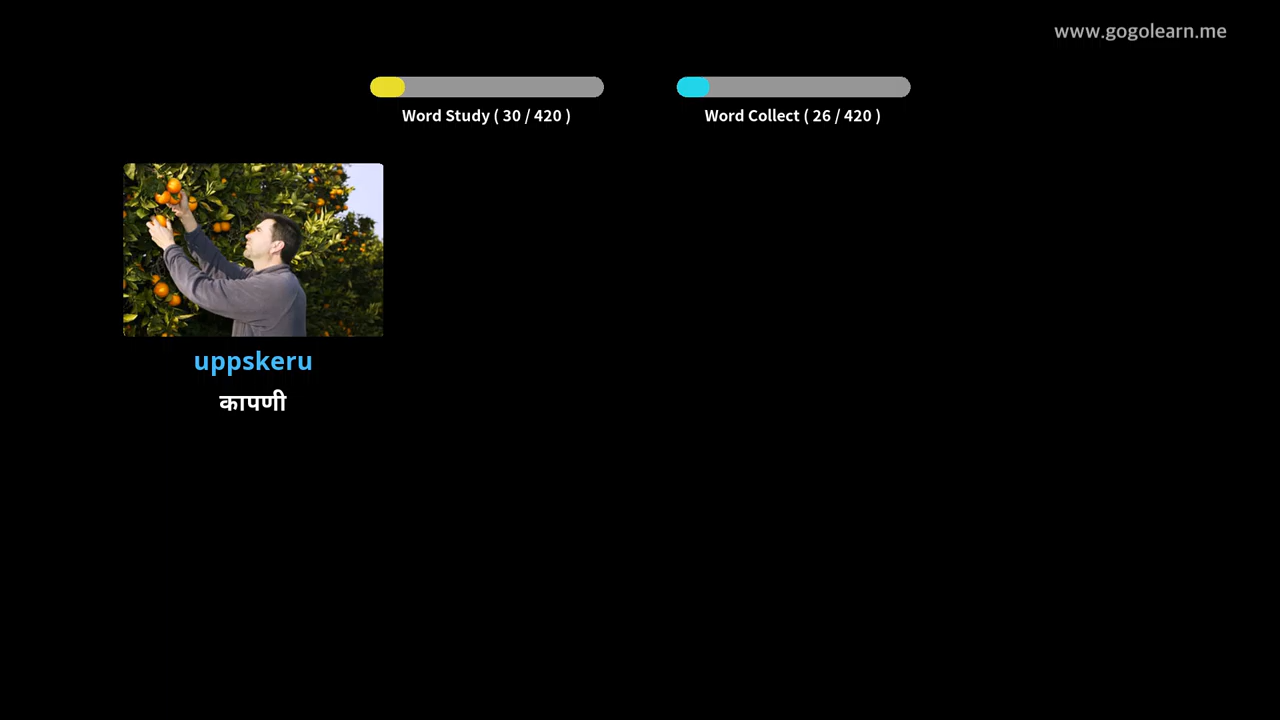 www.gogolearn.me
Word Study ( 30 / 420 )
Word Collect ( 26 / 420 )
uppskeru
कापणी